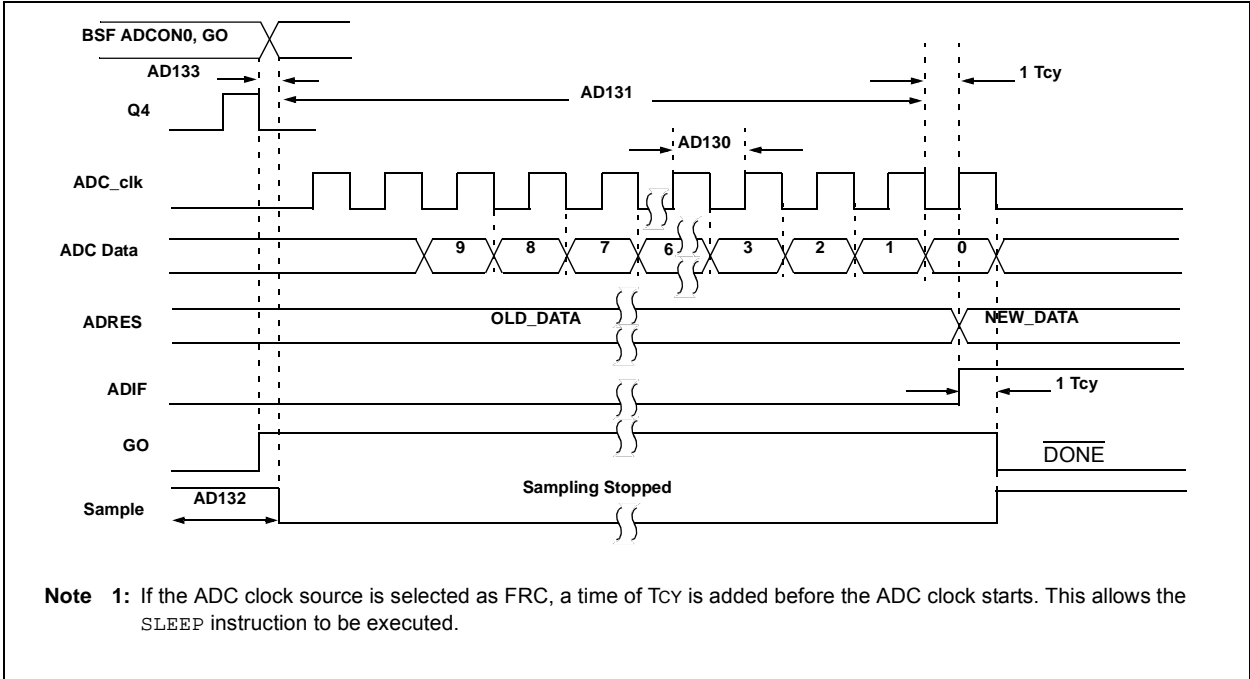 BSF ADCON0, GO
AD133
1 Tcy
AD131
Q4
AD130
ADC_clk
ADC Data
9 8 7 6 3 2 1 0
ADRES
OLD_DATA
NEW_DATA
ADIF
1 Tcy
GO
DONE
AD132
Sampling Stopped
Sample
Note 1: If the ADC clock source is selected as FRC, a time of TCY is added before the ADC clock starts. This allows the
SLEEP instruction to be executed.